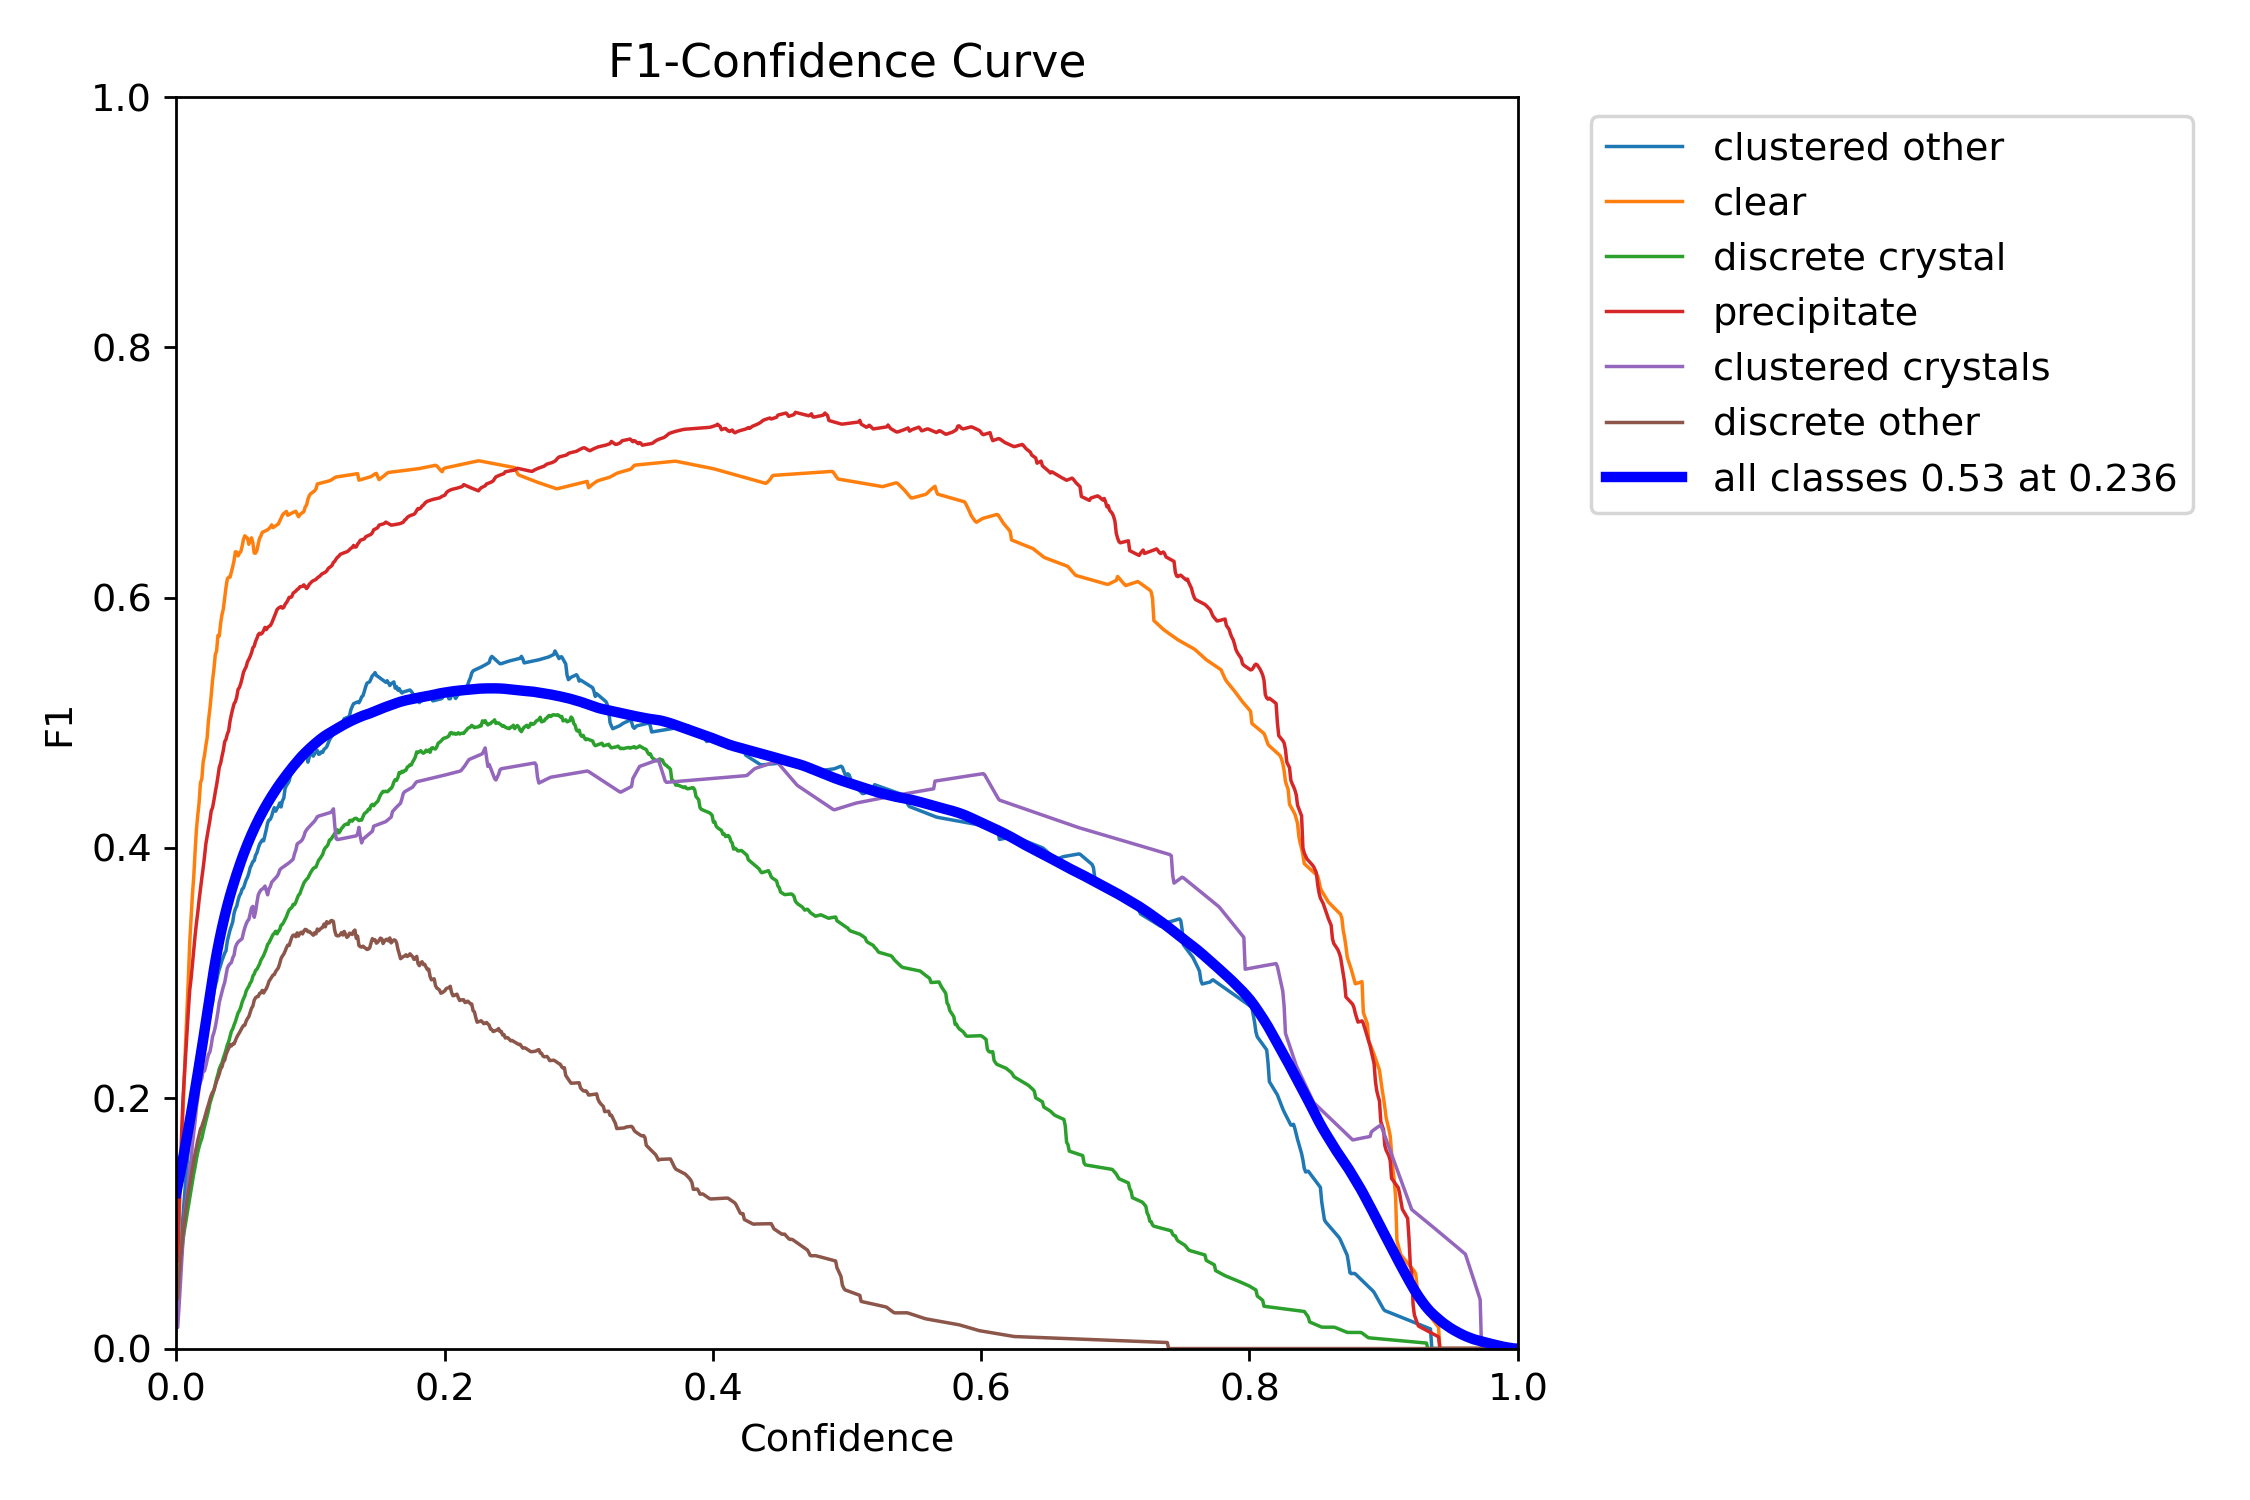 F1-Confidence Curve
1.0
0.8
0.6
0.4
0.2
0.0
F1
0.0 0.2 0.4 0.6 0.8 1.0
Confidence
clustered other
clear
discrete crystal
precipitate
clustered crystals
discrete other
all classes 0.53 at 0.236